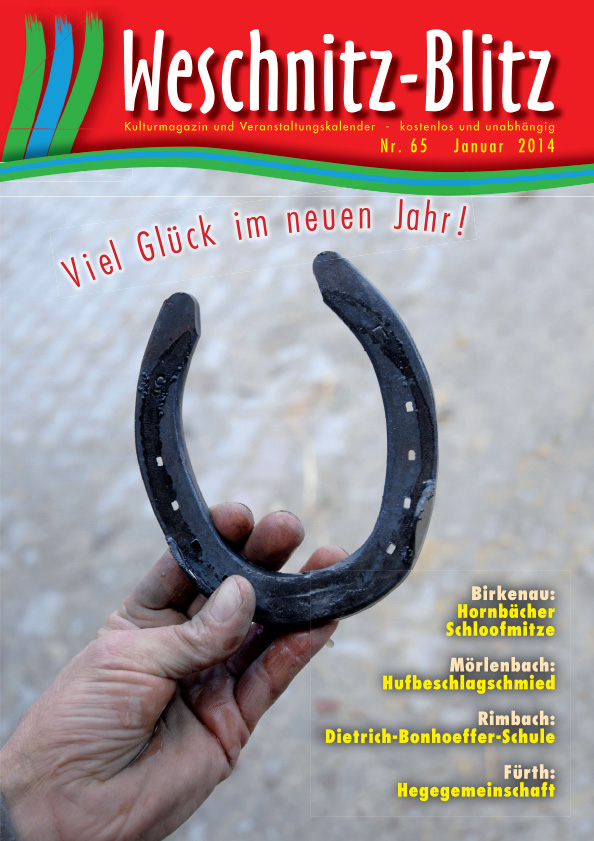 Weschnitz-Blitz
Kulturmagazin und Veranstaltungskalender - kostenlos und unabhängig
Nr. 65 Januar 2014
Viel Glück im neuen Jahr!
Birkenau:
Hornbächer
Schloofmitze
Mörlenbach:
Hufbeschlagschmied
Rimbach:
Dietrich-Bonhoeffer-Schule
Fürth:
Hegegemeinschaft